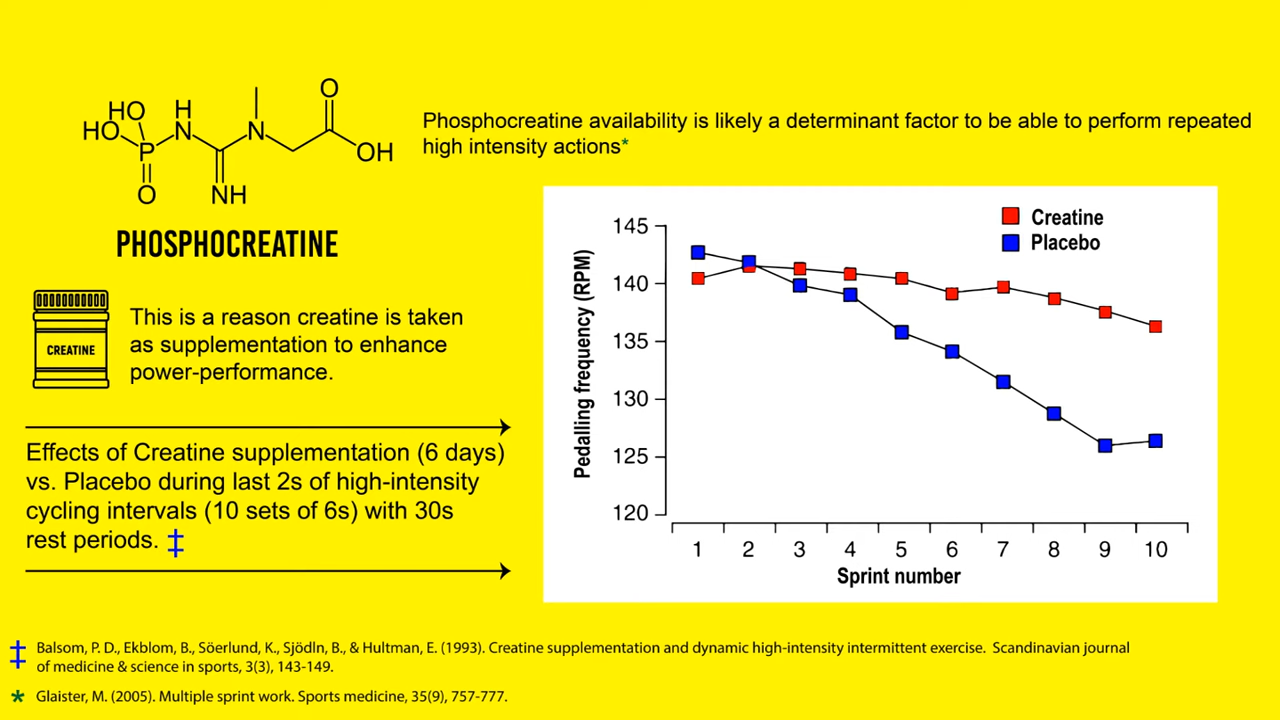 HO
HO
P
O
H
N
NH
N
O
OH
PHOSPHOCREATINE
Phosphocreatine availability is likely a determinant factor to be able to perform repeated
high intensity actions*
CREATINE
This is a reason creatine is taken
as supplementation to enhance
power-performance.
Effects of Creatine supplementation (6 days)
vs. Placebo during last 2s of high-intensity
cycling intervals (10 sets of 6s) with 30s
rest periods. ‡
Creatine
Placebo
Pedalling frequency (RPM)
145
140
135
130
125
120
1 2 3 4 5 6 7 8 9 10
Sprint number
‡ Balsom, P. D., Ekblom, B., Söerlund, K., Sjödln, B., & Hultman, E. (1993). Creatine supplementation and dynamic high-intensity intermittent exercise. Scandinavian journal
of medicine & science in sports, 3(3), 143-149.
* Glaister, M. (2005). Multiple sprint work. Sports medicine, 35(9), 757-777.